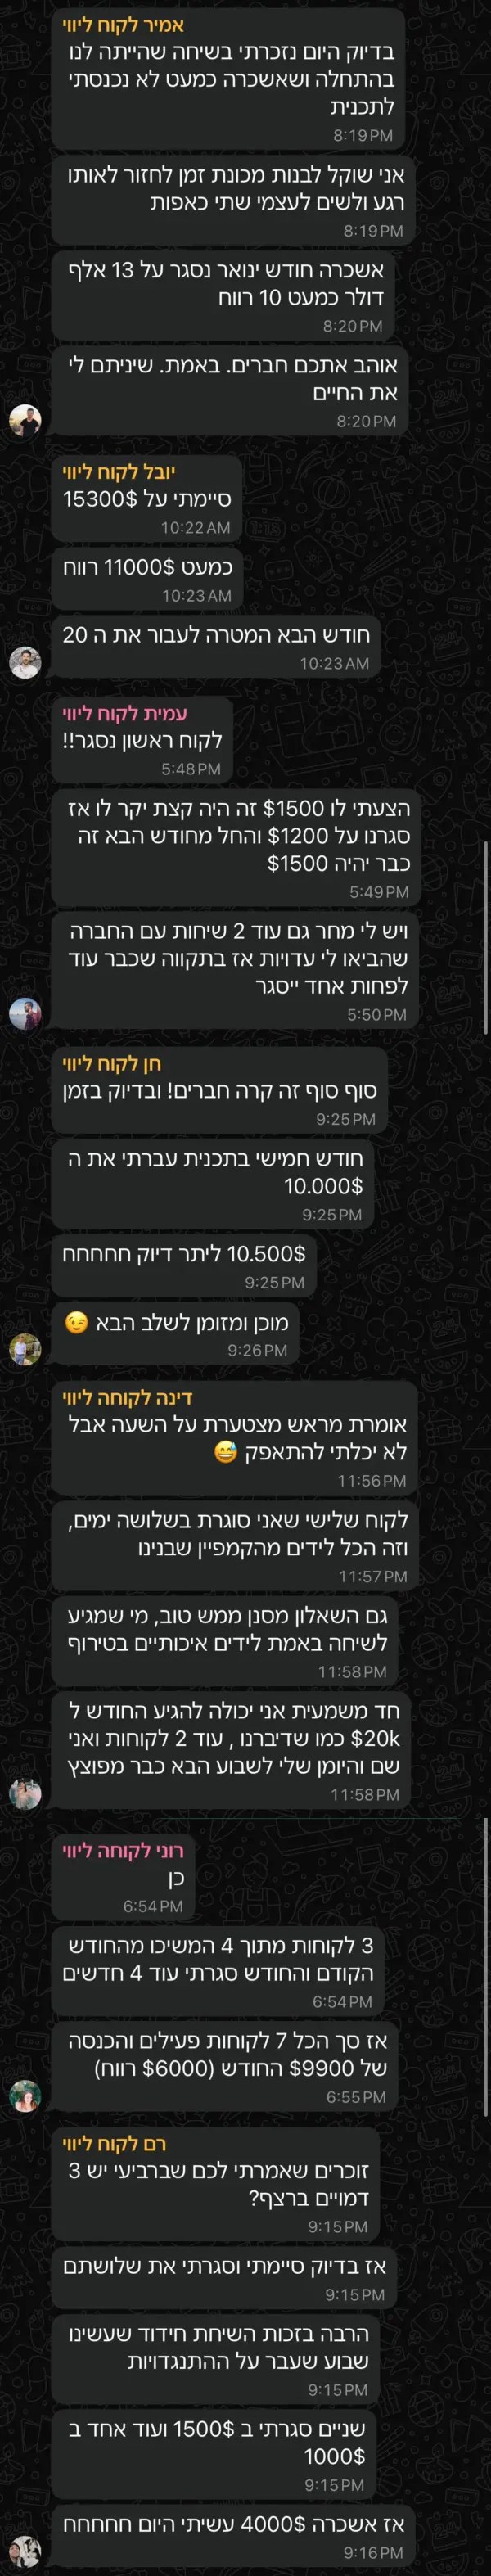 אמיר לקוח ליווי
בדיוק היום נזכרתי בשיחה שהייתה לנו
בהתחלה ושאשכרה כמעט לא נכנסתי
לתכנית
8:19 PM
אני שוקל לבנות מכונת זמן לחזור לאותו
רגע ולשים לעצמי שתי כאפות
8:19 PM
אשכרה חודש ינואר נסגר על 13 אלף
דולר כמעט 10 רווח
8:20 PM
אוהב אתכם חברים. באמת. שיניתם לי
את החיים
8:20 PM
יובל לקוח ליווי
סיימתי על 15300$
10:22 AM
כמעט 11000$ רווח
10:23 AM
חודש הבא המטרה לעבור את ה 20
10:23 AM
עמית לקוח ליווי
לקוח ראשון נסגר!!
5:48 PM
הצעתי לו 1500$ זה היה קצת יקר לו אז
סגרנו על 1200$ והחל מחודש הבא זה
כבר יהיה 1500$
5:49 PM
ויש לי מחר גם עוד 2 שיחות עם החברה
שהביאו לי עדויות אז בתקווה שכבר עוד
לפחות אחד ייסגר
5:50 PM
חן לקוח ליווי
סוף סוף זה קרה חברים! ובדיוק בזמן
9:25 PM
חודש חמישי בתכנית עברתי את ה
10.000$
9:25 PM
10.500$ ליתר דיוק חחחחח
9:25 PM
מוכן ומזומן לשלב הבא 😉
9:26 PM
דינה לקוחה ליווי
אומרת מראש מצטערת על השעה אבל
לא יכלתי להתאפק 😅
11:56 PM
לקוח שלישי שאני סוגרת בשלושה ימים,
וזה הכל לידים מהקמפיין שבנינו
11:57 PM
גם השאלון מסנן ממש טוב, מי שמגיע
לשיחה באמת לידים איכותיים בטירוף
11:58 PM
חד משמעית אני יכולה להגיע החודש ל
20k$ כמו שדיברנו , עוד 2 לקוחות ואני
שם והיומן שלי לשבוע הבא כבר מפוצץ
11:58 PM
רוני לקוחה ליווי
כן
6:54 PM
3 לקוחות מתוך 4 המשיכו מהחודש
הקודם והחודש סגרתי עוד 4 חדשים
6:54 PM
אז סך הכל 7 לקוחות פעילים והכנסה
של 9900$ החודש (6000$ רווח)
6:55 PM
רם לקוח ליווי
זוכרים שאמרתי לכם שברביעי יש 3
דמויים ברצף?
9:15 PM
אז בדיוק סיימתי וסגרתי את שלושתם
9:15 PM
הרבה בזכות השיחת חידוד שעשינו
שבוע שעבר על ההתנגדויות
9:15 PM
שניים סגרתי ב 1500$ ועוד אחד ב
1000$
9:15 PM
אז אשכרה 4000$ עשיתי היום חחחחח
9:16 PM